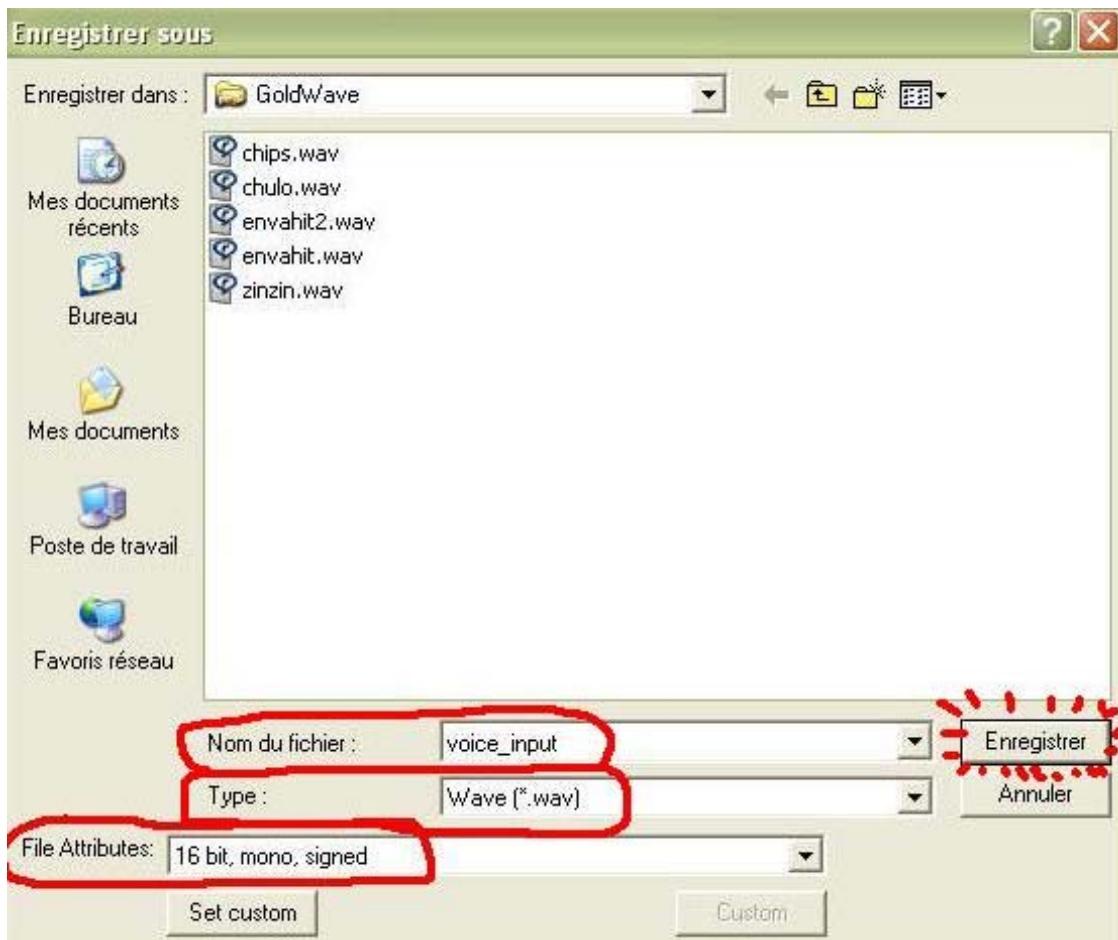 Enregistrer sous
Enregistrer dans :
GoldWave
chips.wav
chulo.wav
envahit2.wav
envahit.wav
zinzin.wav
Mes documents
récents
Bureau
Mes documents
Poste de travail
Favoris réseau
Nom du fichier : voice_input
Enregistrer
Type : Wave (*.wav)
Annuler
File Attributes: 16 bit, mono, signed
Set custom
Custom